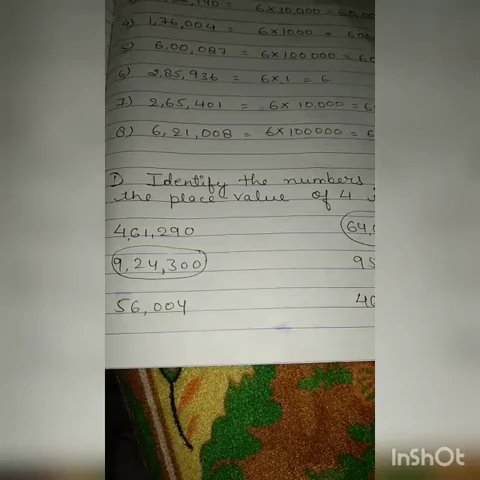 6×10,000 =
4) 1,76,004 = 6×1000 =
5) 6,00,087 = 6×100000 =
6) 2,85,936 = 6×1 = 6
7) 2,65,401 = 6×10,000 =
8) 6,21,008 = 6×100000 =
D Identify the numbers
the place value of 4
4,61,290
9,24,300
56,004
InShOt